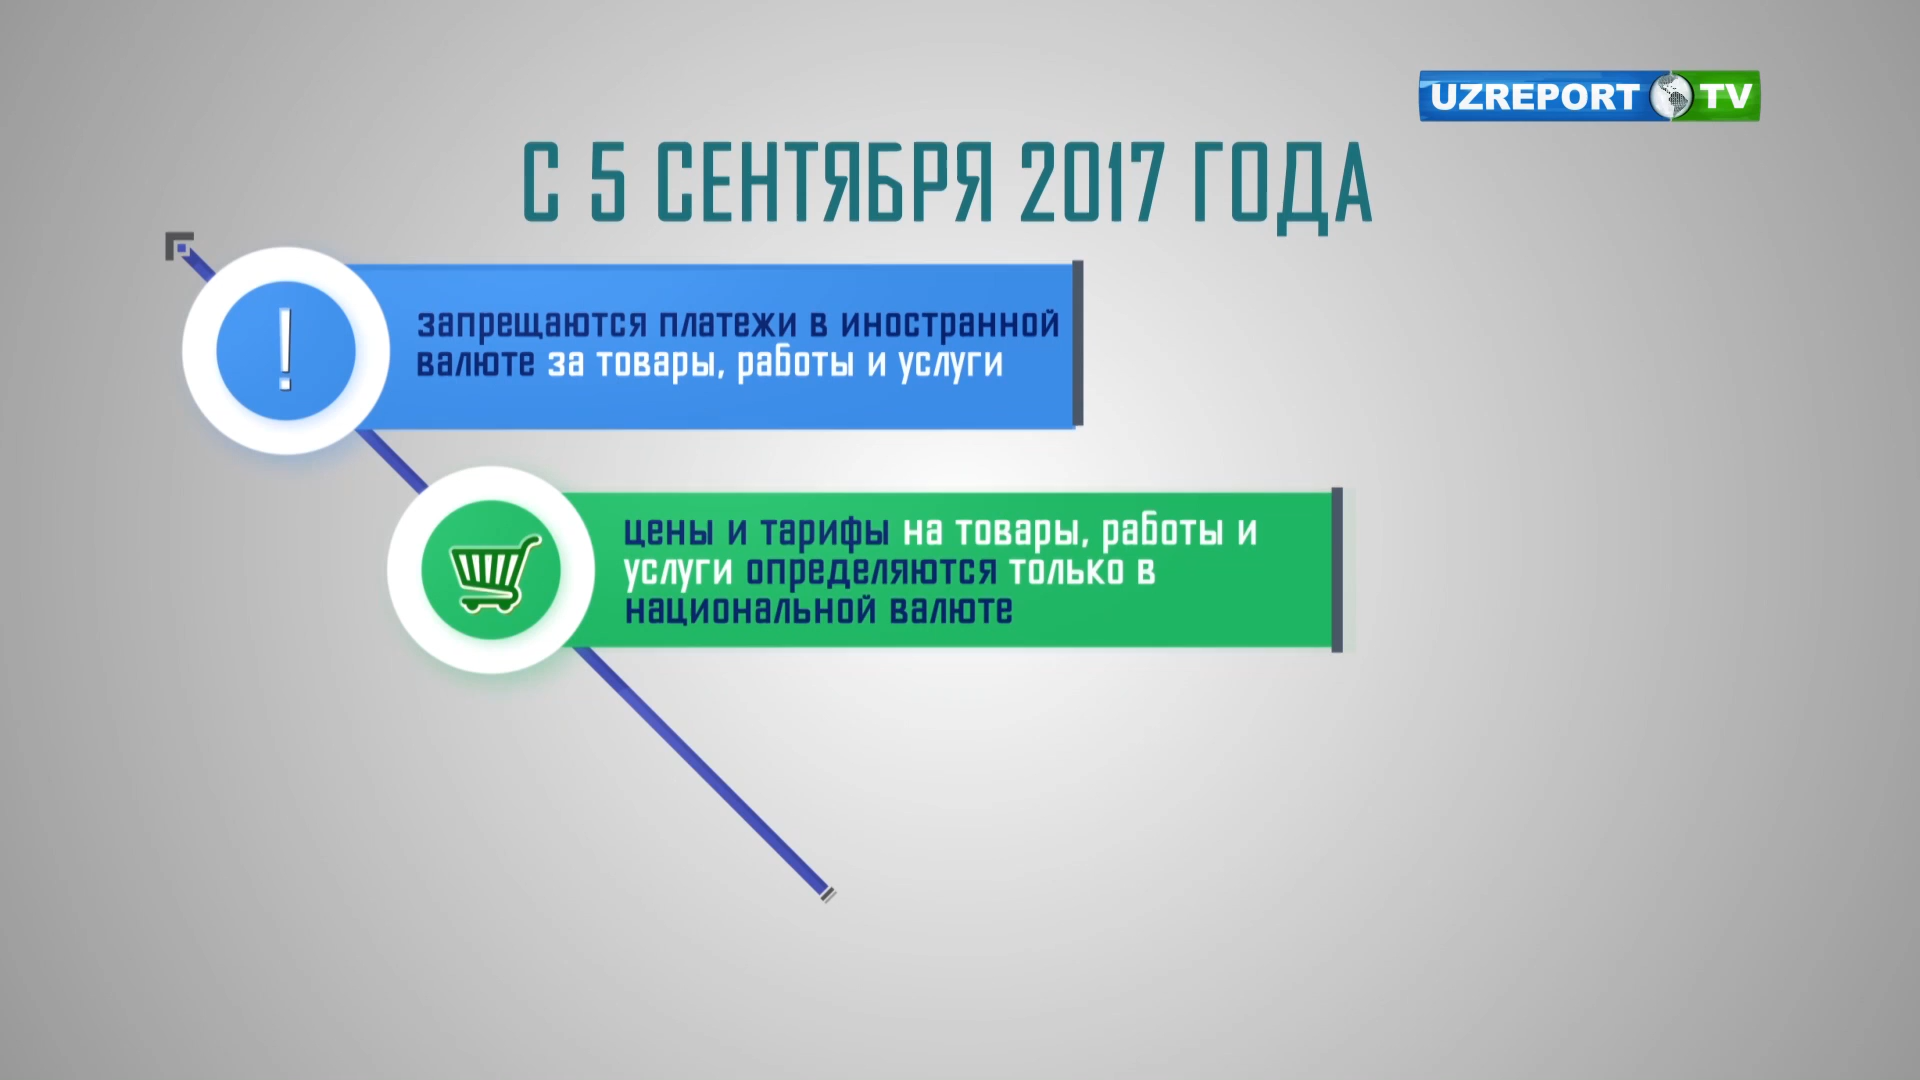 UZREPORT TV
С 5 СЕНТЯБРЯ 2017 ГОДА
!
запрещаются платежи в иностранной
валюте за товары, работы и услуги
цены и тарифы на товары, работы и
услуги определяются только в
национальной валюте